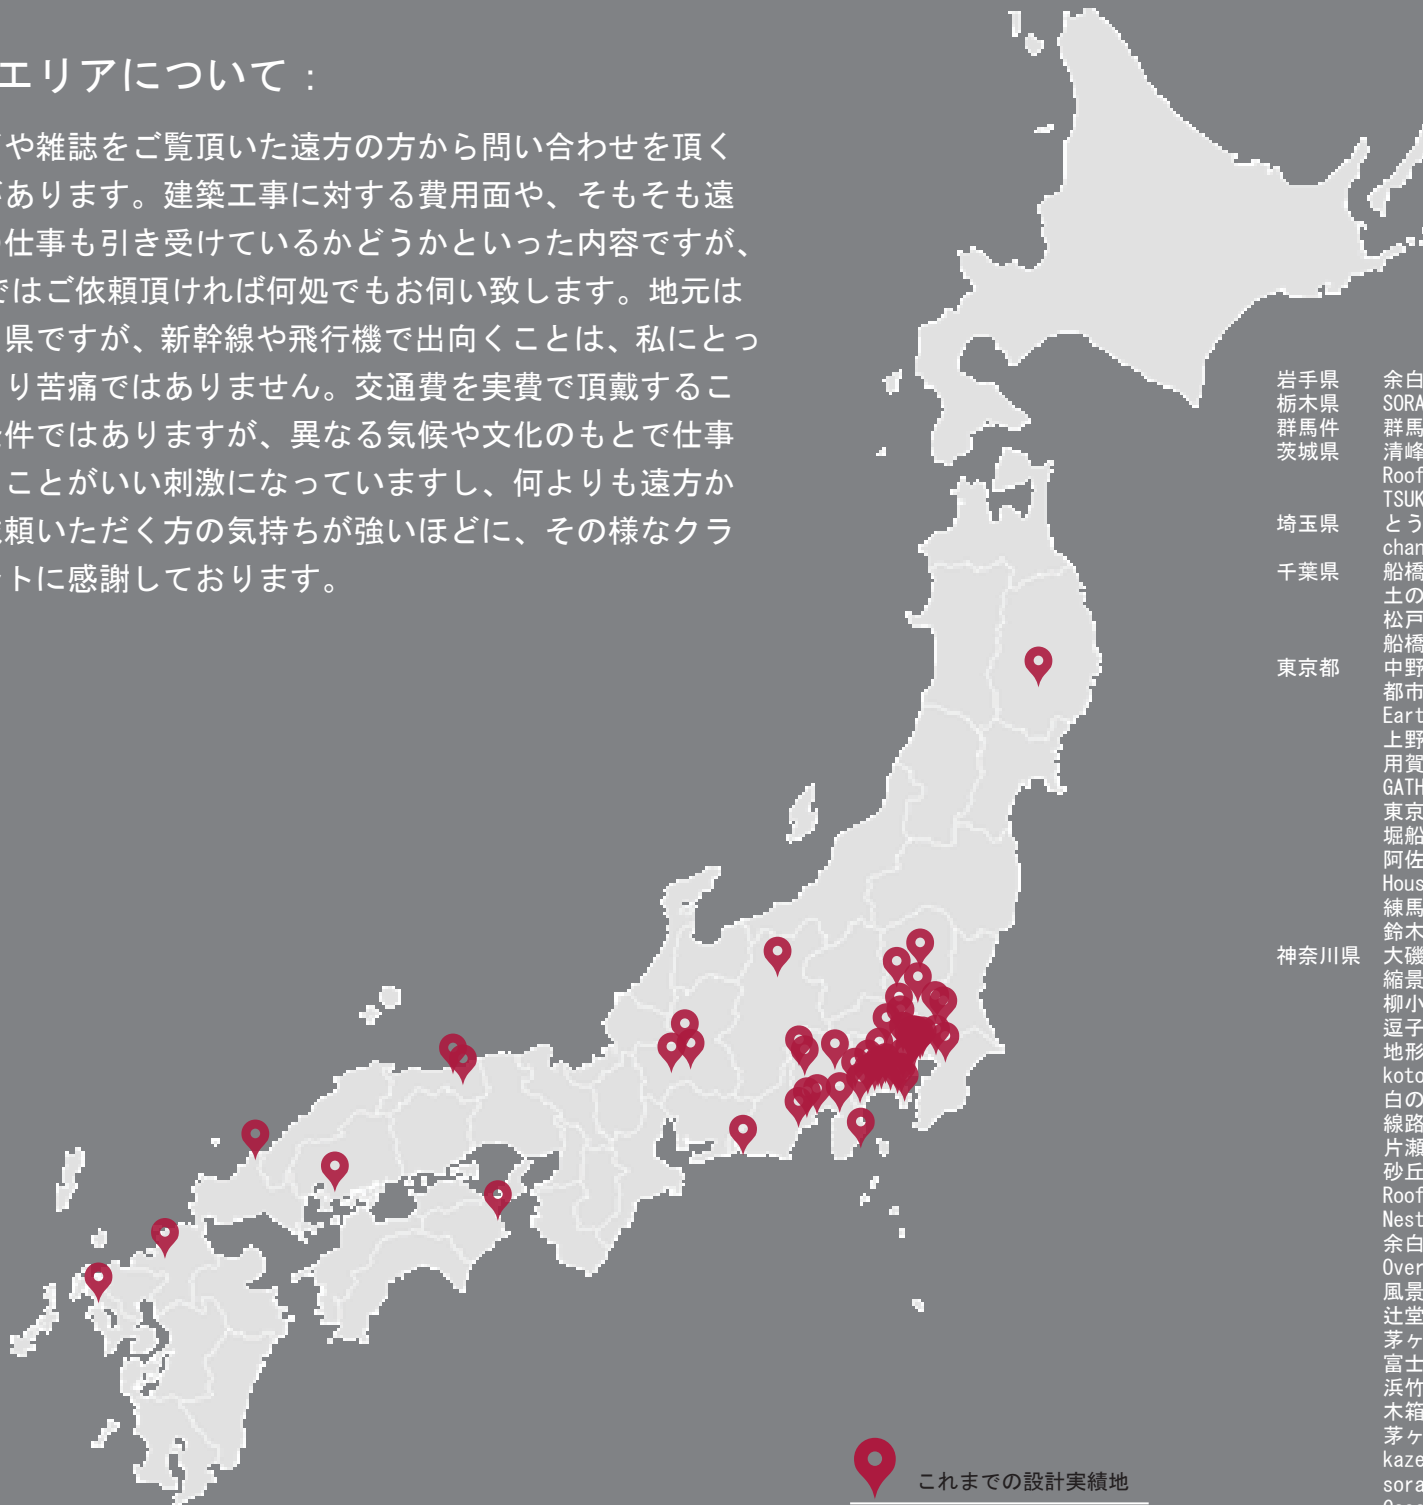 エリアについて：
や雑誌をご覧頂いた遠方の方から問い合わせを頂く
あります。建築工事に対する費用面や、そもそも遠
仕事も引き受けているかどうかといった内容ですが、
ではご依頼頂ければ何処でもお伺い致します。地元は
県ですが、新幹線や飛行機で出向くことは、私にとっ
り苦痛ではありません。交通費を実費で頂戴するこ
件ではありますが、異なる気候や文化のもとで仕事
ことがいい刺激になっていますし、何よりも遠方か
頼いただく方の気持ちが強いほどに、その様なクラ
ントに感謝しております。
岩手県 余白
栃木県 SORA
群馬件 群馬
茨城県 清峰
Roof
TSUK
埼玉県 とう
chan
千葉県 船橋
土の
松戸
船橋
東京都 中野
都市
Eart
上野
用賀
GATH
東京
堀船
阿佐
Hous
練馬
鈴木
神奈川県 大磯
縮景
柳小
逗子
地形
koto
白の
線路
片瀬
砂丘
Roof
Nest
余白
Over
風景
辻堂
茅ヶ
富士
浜竹
木箱
茅ヶ
kaze
sora
これまでの設計実績地